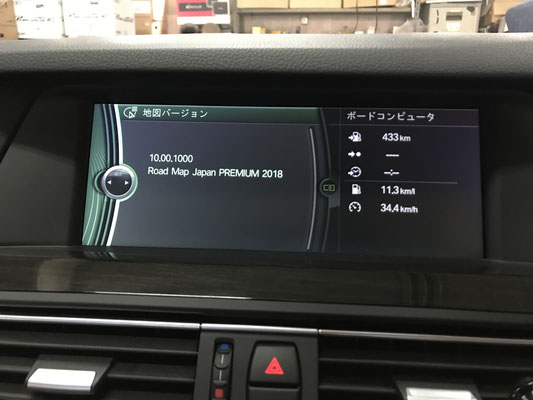 地図バージョン
10.00.1000
Road Map Japan PREMIUM 2018
ボードコンピュータ
433 km
----
-:-
11,3 km/l
34,4 km/h